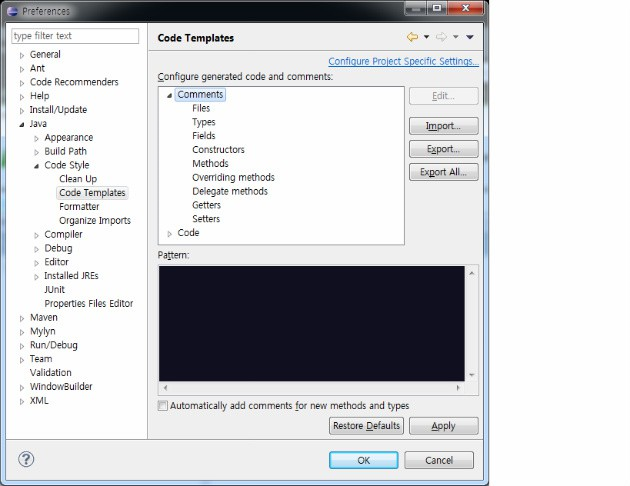 Preferences
type filter text
General
Ant
Code Recommenders
Help
Install/Update
Java
Appearance
Build Path
Code Style
Clean Up
Code Templates
Formatter
Organize Imports
Compiler
Debug
Editor
Installed JREs
JUnit
Properties Files Editor
Maven
Mylyn
Run/Debug
Team
Validation
WindowBuilder
XML
Code Templates
Configure Project Specific Settings...
Configure generated code and comments:
Comments
Files
Types
Fields
Constructors
Methods
Overriding methods
Delegate methods
Getters
Setters
Code
Edit...
Import...
Export...
Export All...
Pattern:
Automatically add comments for new methods and types
Restore Defaults
Apply
OK
Cancel